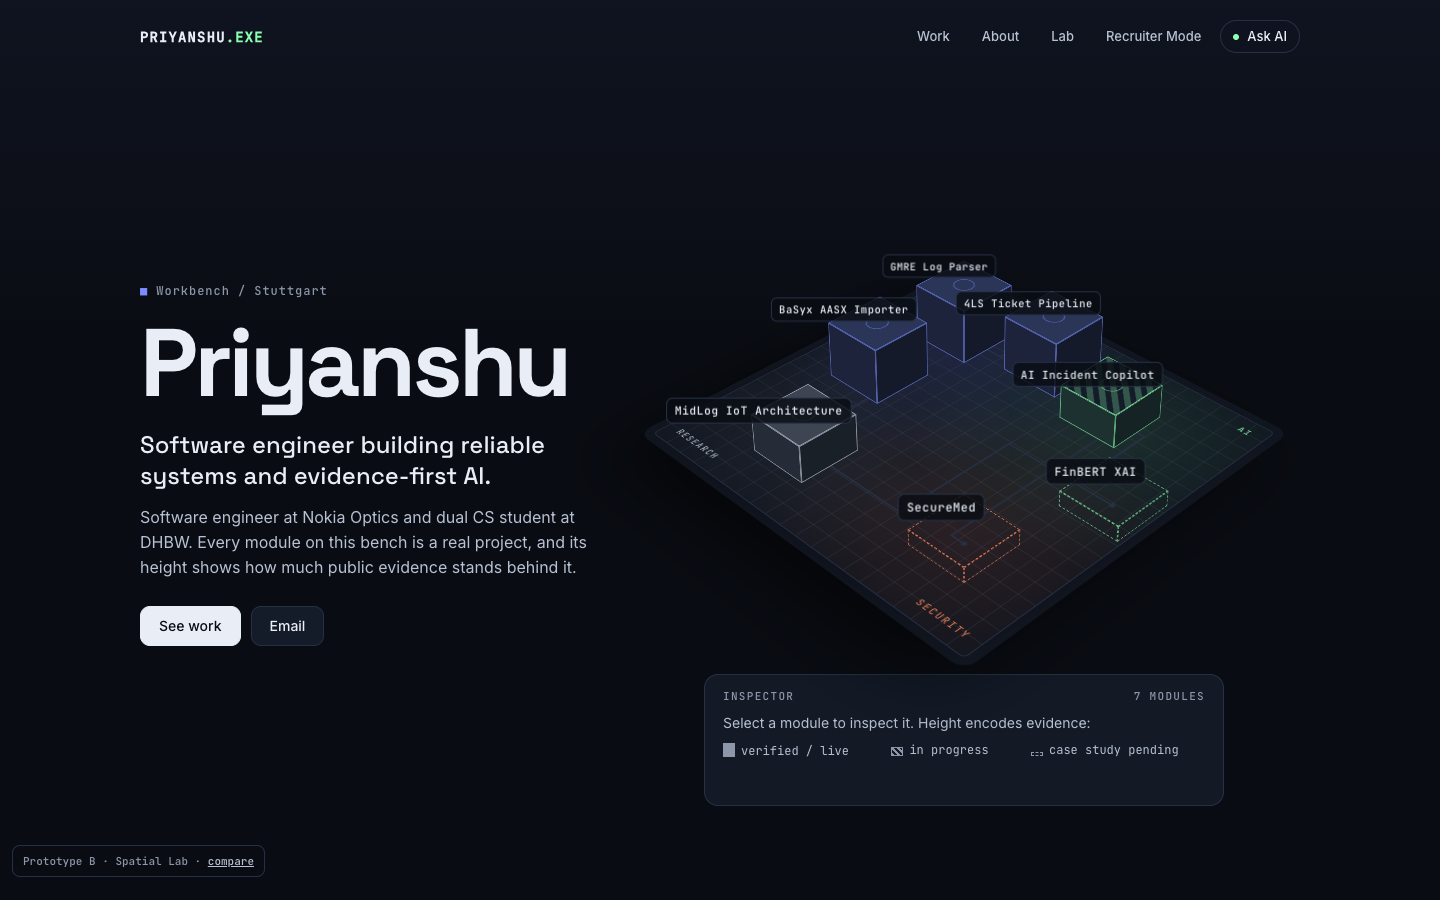 PRIYANSHU.EXE
Work
About
Lab
Recruiter Mode
Ask AI
Workbench / Stuttgart
Priyanshu
Software engineer building reliable
systems and evidence-first AI.
Software engineer at Nokia Optics and dual CS student at
DHBW. Every module on this bench is a real project, and its
height shows how much public evidence stands behind it.
See work
Email
GMRE Log Parser
BaSyx AASX Importer
4LS Ticket Pipeline
AI Incident Copilot
MidLog IoT Architecture
RESEARCH
AI
FinBERT XAI
SecureMed
SECURITY
INSPECTOR
7 MODULES
Select a module to inspect it. Height encodes evidence:
verified / live
in progress
case study pending
Prototype B · Spatial Lab · compare